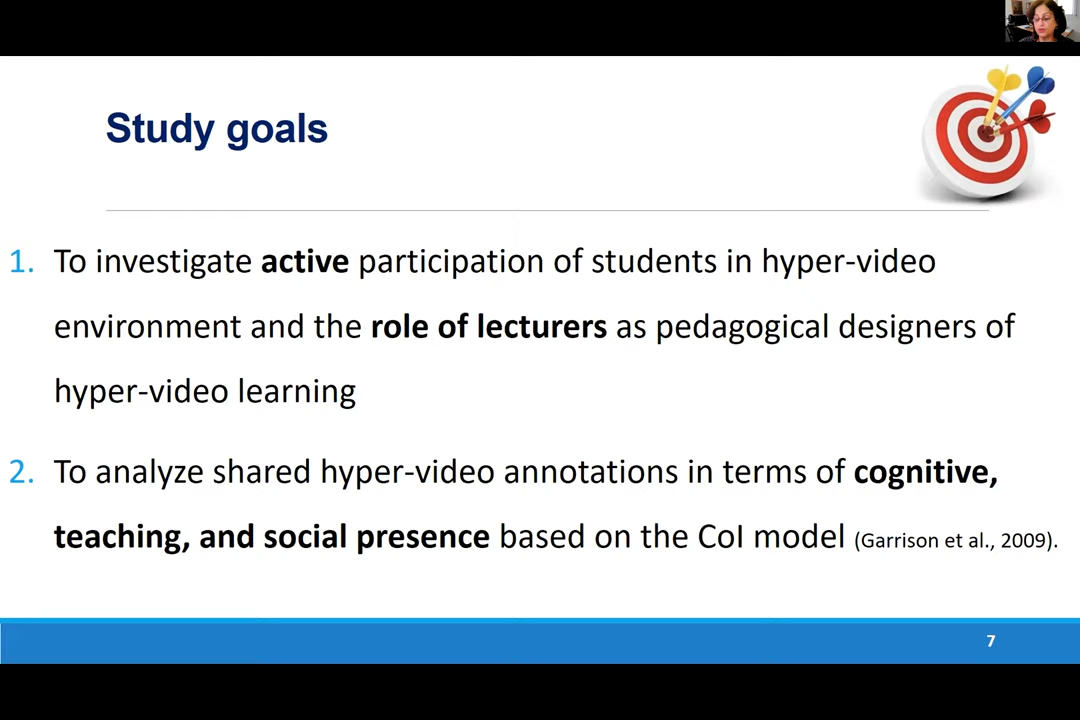 Study goals
1. To investigate active participation of students in hyper-video
environment and the role of lecturers as pedagogical designers of
hyper-video learning
2. To analyze shared hyper-video annotations in terms of cognitive,
teaching, and social presence based on the CoI model (Garrison et al., 2009).
7